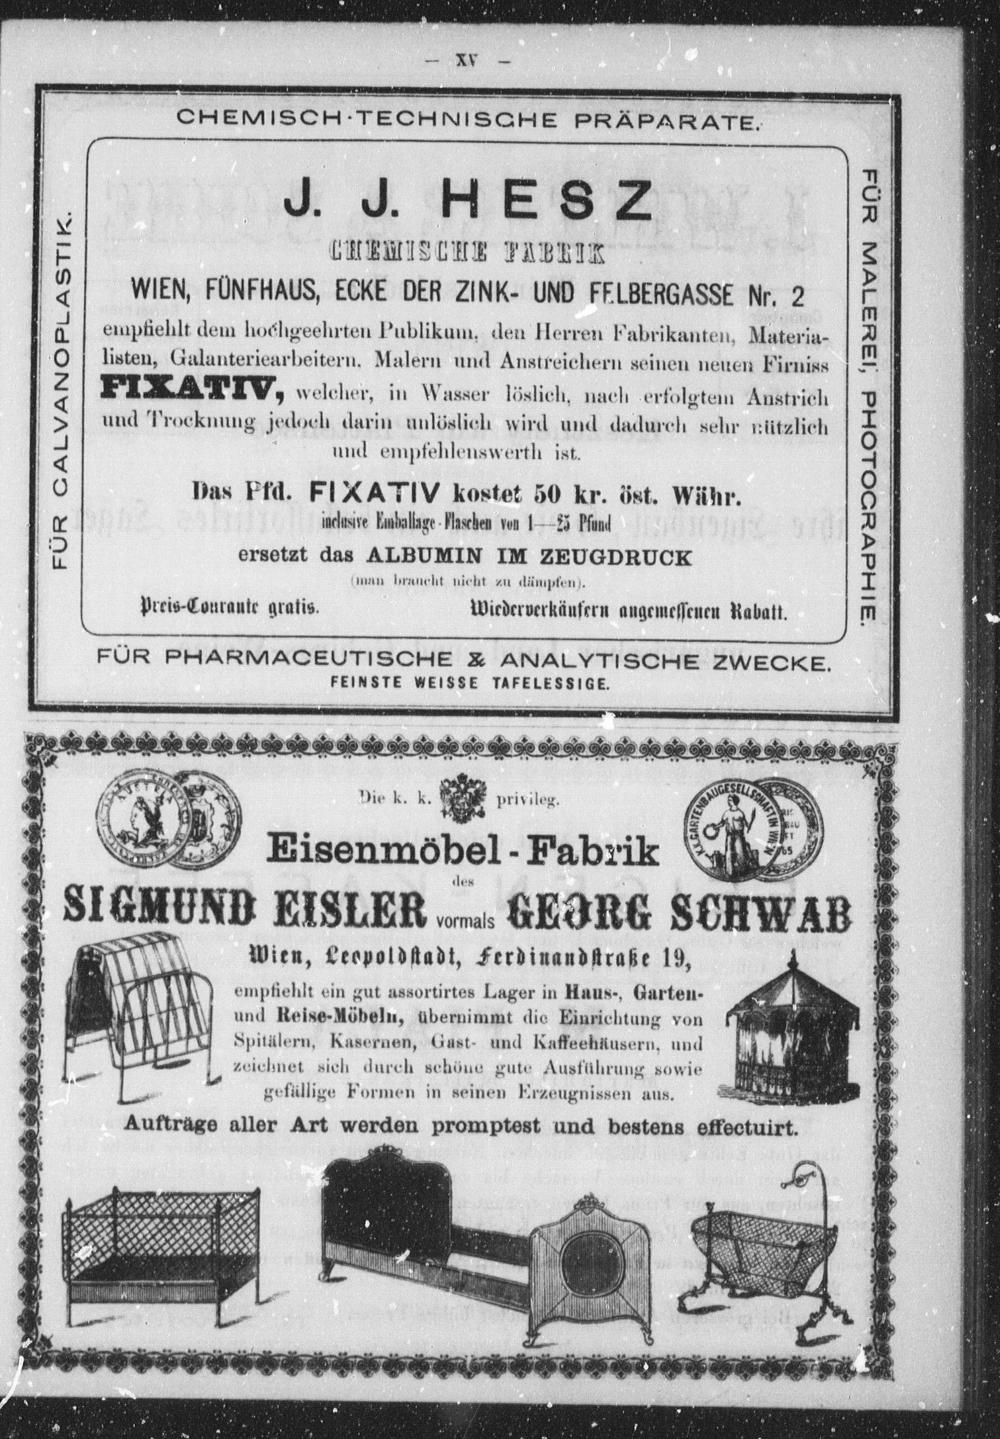 — XV —
CHEMISCH-TECHNISCHE PRÄPARATE.
FÜR GALVANOPLASTIK.
FÜR MALEREI, PHOTOGRAPHIE.
J. J. HESZ
CHEMISCHE FABRIK
WIEN, FÜNFHAUS, ECKE DER ZINK- UND FELBERGASSE Nr. 2
empfiehlt dem hochgeehrten Publikum, den Herren Fabrikanten, Materia-
listen, Galanteriearbeitern, Malern und Anstreichern seinen neuen Firniss
FIXATIV, welcher, in Wasser löslich, nach erfolgtem Anstrich
und Trocknung jedoch darin unlöslich wird und dadurch sehr nützlich
und empfehlenswerth ist.
Das Pfd. FIXATIV kostet 50 kr. öst. Währ.
inclusive Emballage-Flaschen von 1—25 Pfund
ersetzt das ALBUMIN IM ZEUGDRUCK
(man braucht nicht zu dämpfen).
Preis-Courante gratis. Wiederverkäufern angemessenen Rabatt.
FÜR PHARMACEUTISCHE & ANALYTISCHE ZWECKE.
FEINSTE WEISSE TAFELESSIGE.
Die k. k. privileg.
K.K. GARTENBAUGESELLSCHAFT IN WIEN
Eisenmöbel-Fabrik
des
SIGMUND EISLER vormals GEORG SCHWAB
Wien, Leopoldstadt, Ferdinandstraße 19,
empfiehlt ein gut assortirtes Lager in Haus-, Garten-
und Reise-Möbeln, übernimmt die Einrichtung von
Spitälern, Kasernen, Gast- und Kaffeehäusern, und
zeichnet sich durch schöne gute Ausführung sowie
gefällige Formen in seinen Erzeugnissen aus.
Aufträge aller Art werden promptest und bestens effectuirt.